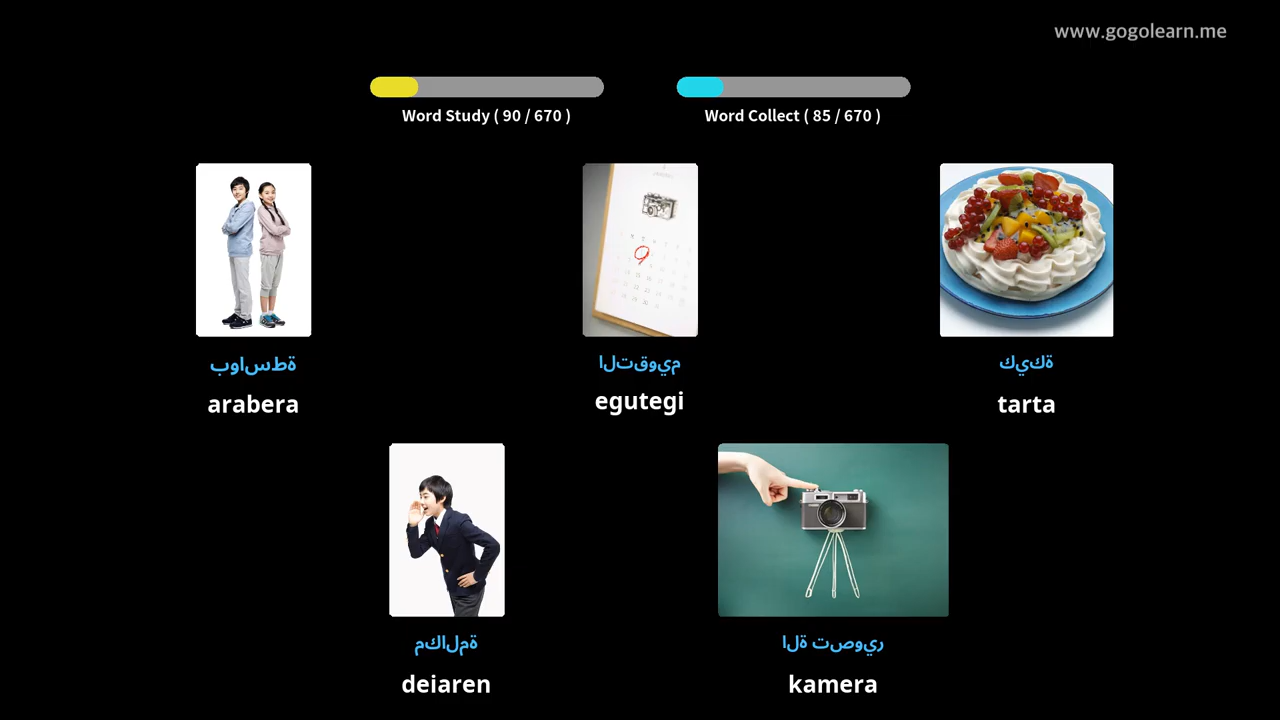 www.gogolearn.me
Word Study ( 90 / 670 )
Word Collect ( 85 / 670 )
بواسطة
التقويم
كيكة
arabera
egutegi
tarta
مكالمة
الة تصوير
deiaren
kamera